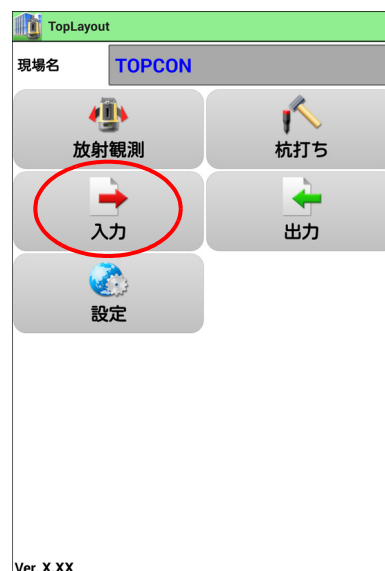 TopLayout
現場名 TOPCON
放射観測 杭打ち
入力 出力
設定
Ver. X.XX